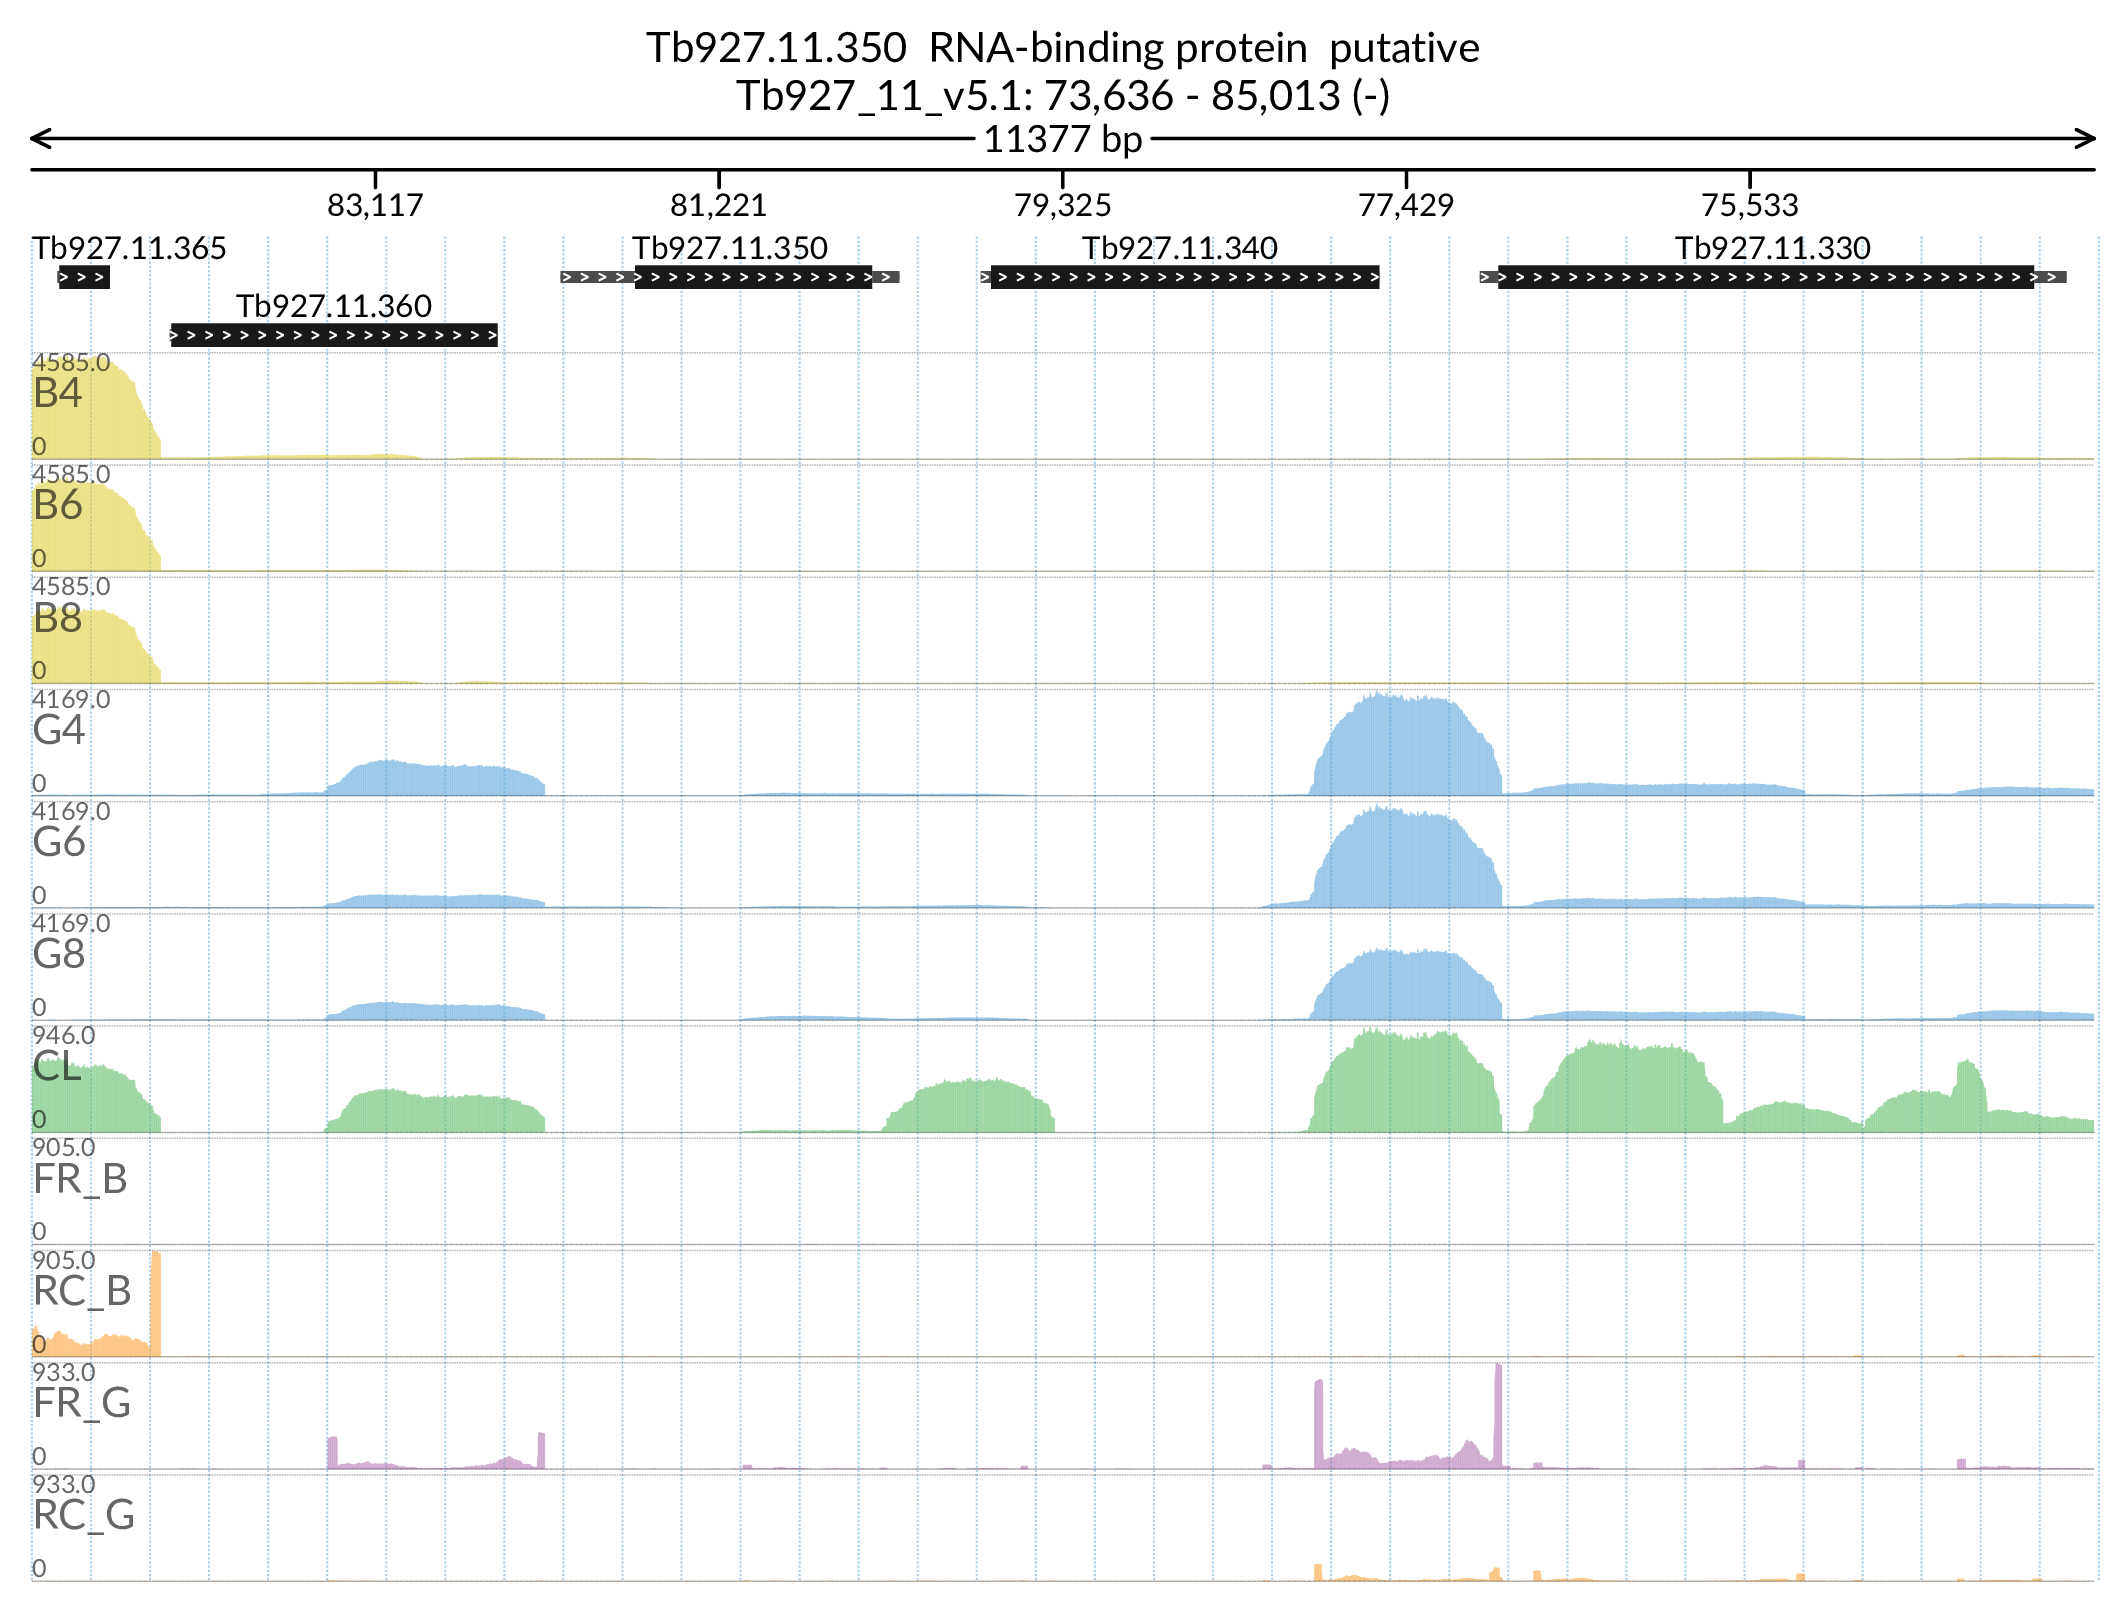 Tb927.11.350  RNA-binding protein  putative
Tb927_11_v5.1: 73,636 - 85,013 (-)
11377 bp
83,117 81,221 79,325 77,429 75,533
Tb927.11.365 Tb927.11.350 Tb927.11.340 Tb927.11.330
Tb927.11.360
4585.0
B4
0
4585.0
B6
0
4585.0
B8
0
4169.0
G4
0
4169.0
G6
0
4169.0
G8
0
946.0
CL
0
905.0
FR_B
0
905.0
RC_B
0
933.0
FR_G
0
933.0
RC_G
0